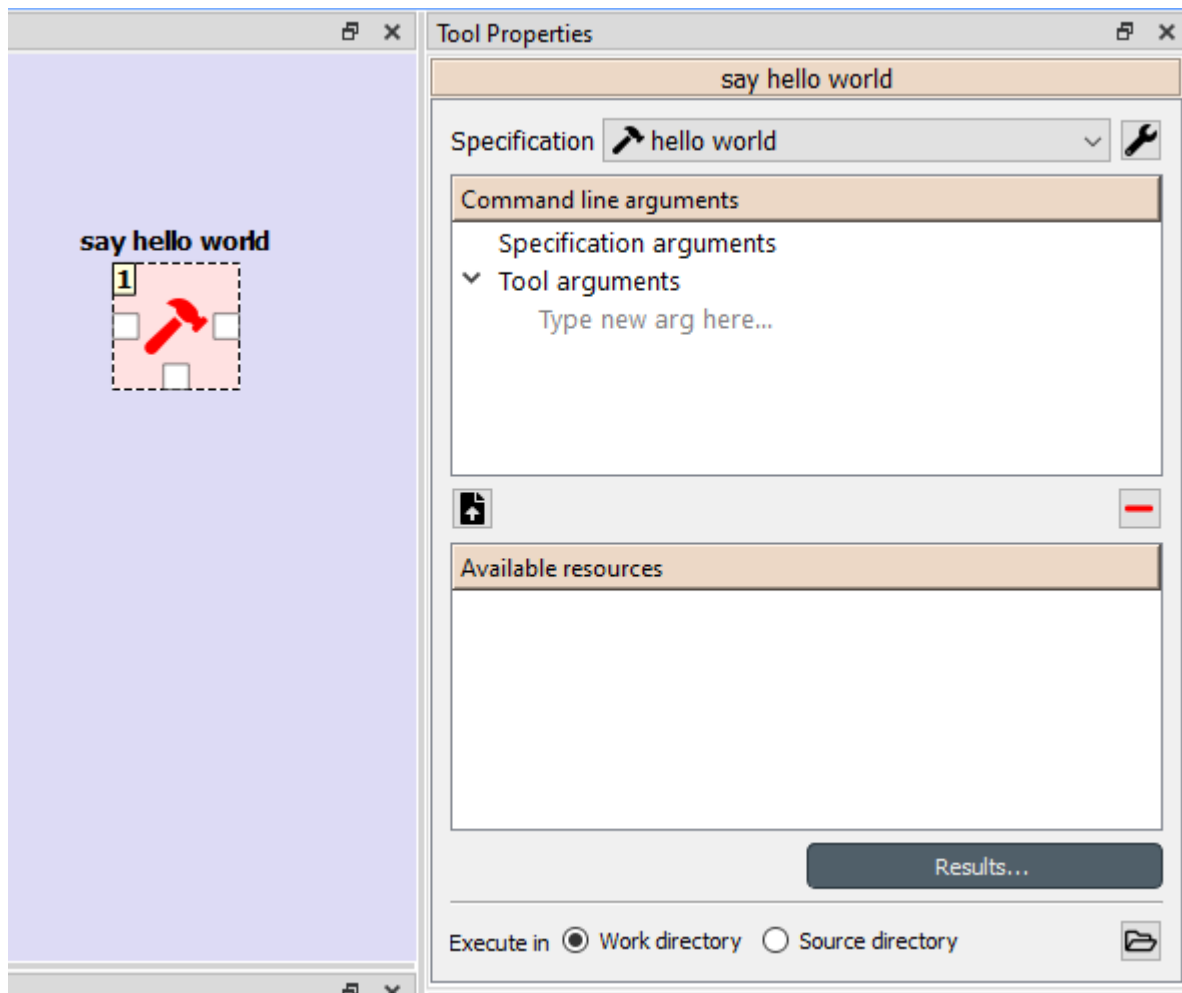 Tool Properties
say hello world
Specification hello world
Command line arguments
Specification arguments
Tool arguments
Type new arg here...
Available resources
Results...
Execute in Work directory Source directory
say hello world
1